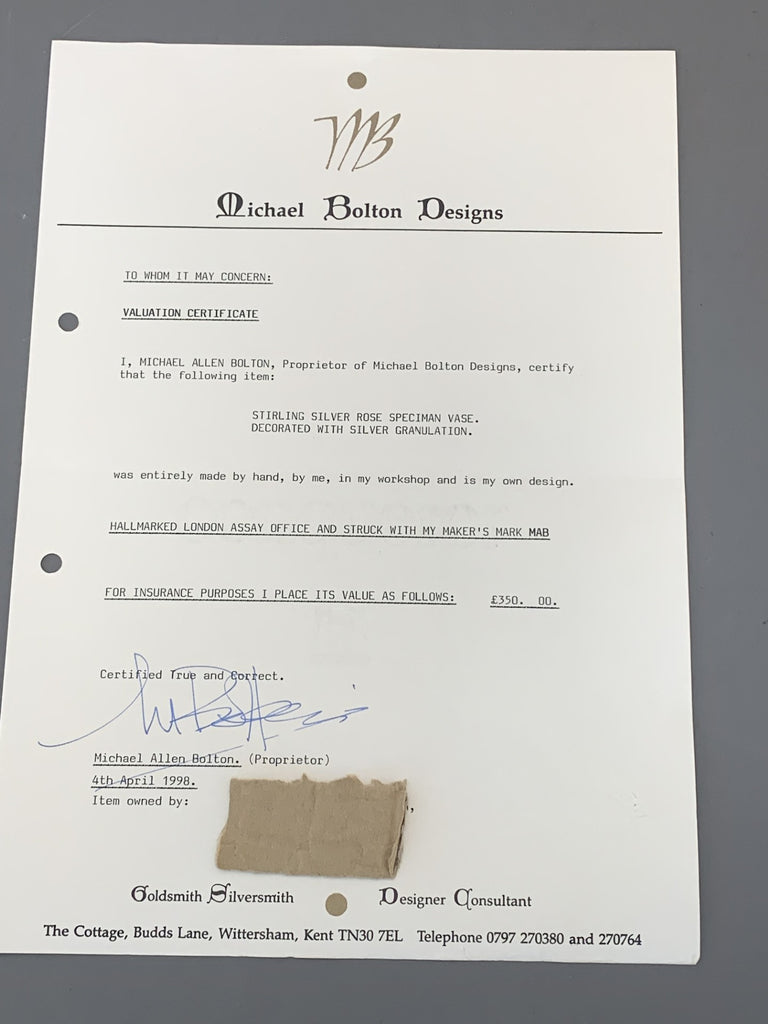 MB
Michael Bolton Designs
TO WHOM IT MAY CONCERN:
VALUATION CERTIFICATE
I, MICHAEL ALLEN BOLTON, Proprietor of Michael Bolton Designs, certify
that the following item:
STIRLING SILVER ROSE SPECIMAN VASE.
DECORATED WITH SILVER GRANULATION.
was entirely made by hand, by me, in my workshop and is my own design.
HALLMARKED LONDON ASSAY OFFICE AND STRUCK WITH MY MAKER'S MARK MAB
FOR INSURANCE PURPOSES I PLACE ITS VALUE AS FOLLOWS: £350. 00.
Certified True and Correct.
Michael Allen Bolton. (Proprietor)
4th April 1998.
Item owned by: ,
Goldsmith Silversmith Designer Consultant
The Cottage, Budds Lane, Wittersham, Kent TN30 7EL Telephone 0797 270380 and 270764